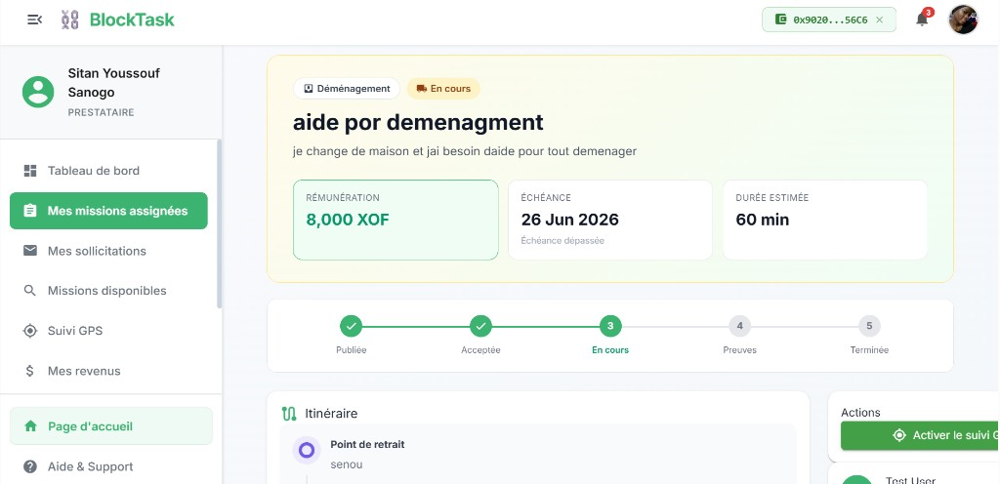 BlockTask
0x9020...56C6
3
Sitan Youssouf
Sanogo
PRESTATAIRE
Tableau de bord
Mes missions assignées
Mes sollicitations
Missions disponibles
Suivi GPS
Mes revenus
Page d'accueil
Aide & Support
Déménagement
En cours
aide por demenagment
je change de maison et jai besoin daide pour tout demenager
RÉMUNÉRATION
8,000 XOF
ÉCHÉANCE
26 Jun 2026
Échéance dépassée
DURÉE ESTIMÉE
60 min
3
4
5
Publiée
Acceptée
En cours
Preuves
Terminée
Itinéraire
Point de retrait
senou
Actions
Activer le suivi G
Test User